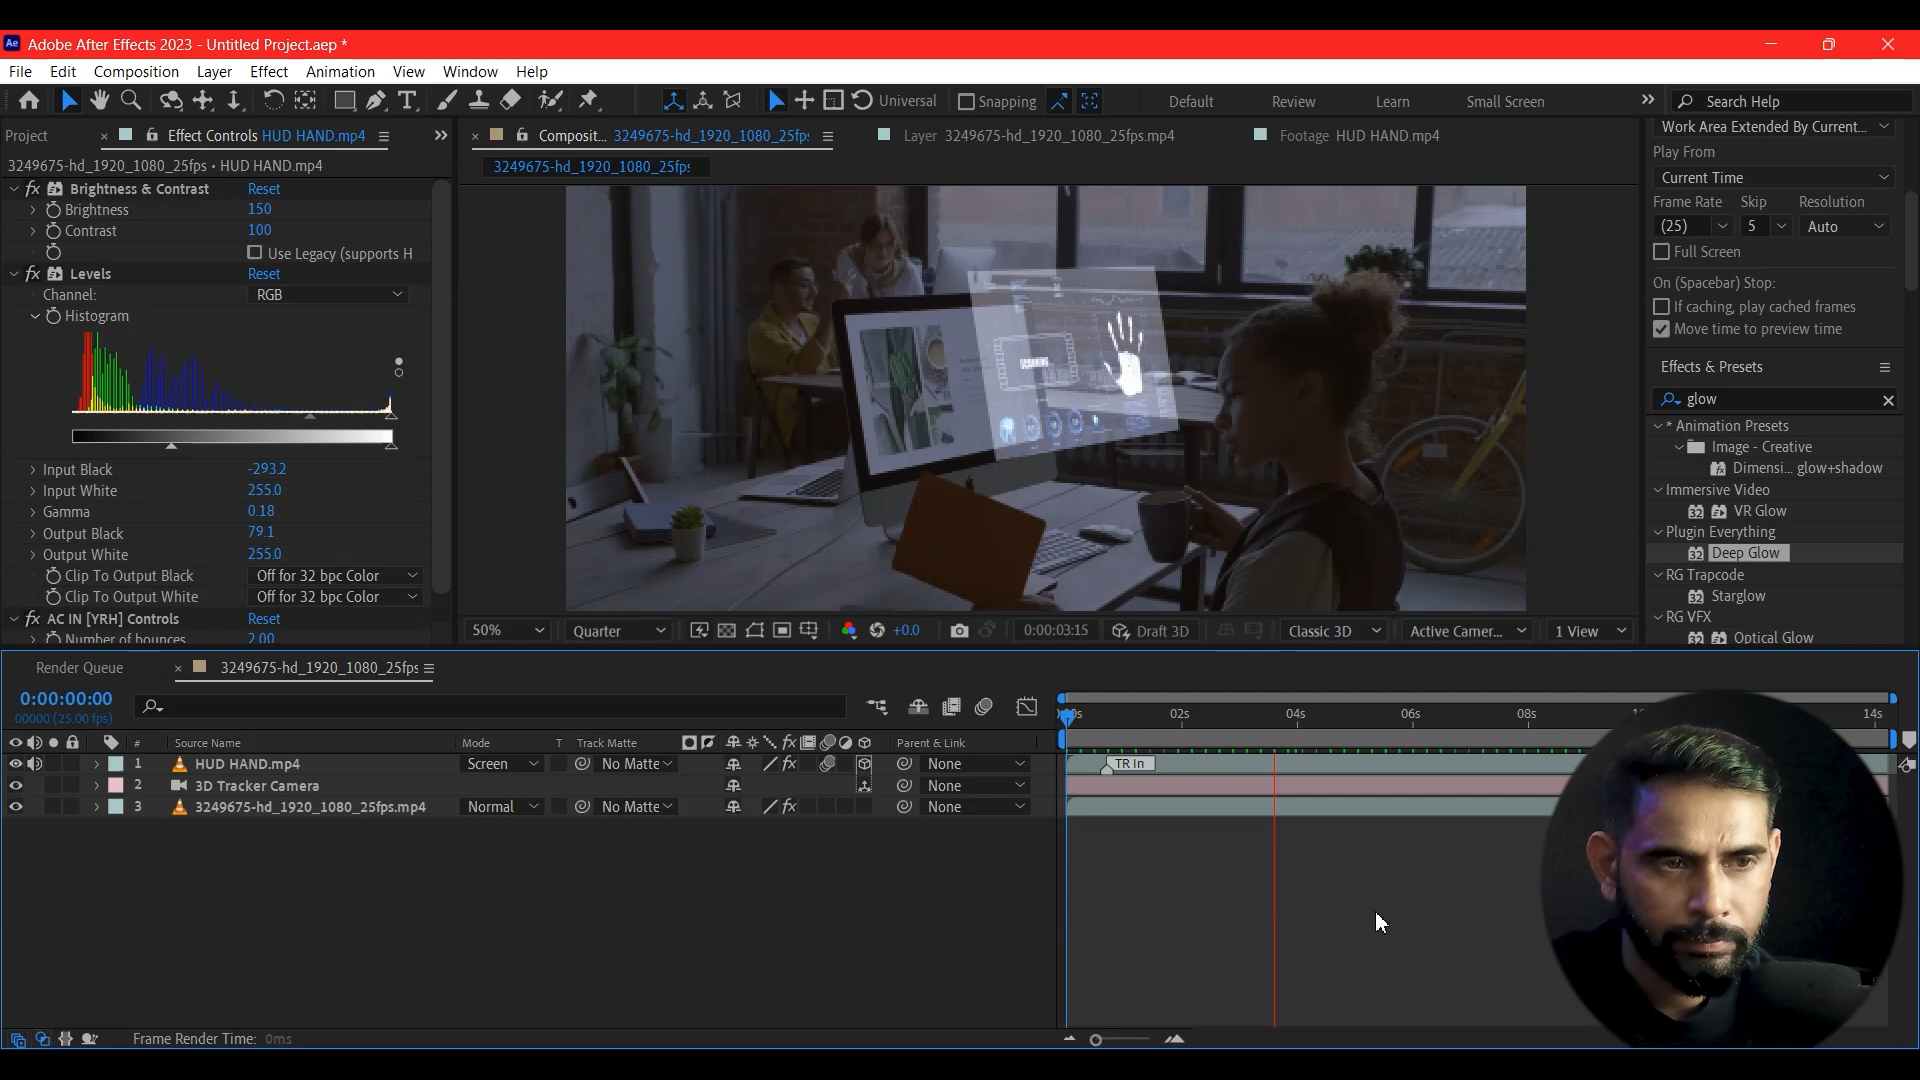 Ae Adobe After Effects 2023 - Untitled Project.aep *
File Edit Composition Layer Effect Animation View Window Help
Universal Snapping Default Review Learn Small Screen Search Help
Project Effect Controls HUD HAND.mp4
3249675-hd_1920_1080_25fps • HUD HAND.mp4
fx Brightness & Contrast Reset
Brightness 150
Contrast 100
Use Legacy (supports H
fx Levels Reset
Channel: RGB
Histogram
Input Black -293.2
Input White 255.0
Gamma 0.18
Output Black 79.1
Output White 255.0
Clip To Output Black Off for 32 bpc Color
Clip To Output White Off for 32 bpc Color
fx AC IN [YRH] Controls Reset
Number of bounces 2.00
Composit... 3249675-hd_1920_1080_25fps Layer 3249675-hd_1920_1080_25fps.mp4 Footage HUD HAND.mp4
3249675-hd_1920_1080_25fps
50% Quarter +0.0 0:00:03:15 Draft 3D Classic 3D Active Camer... 1 View
Work Area Extended By Current...
Play From
Current Time
Frame Rate Skip Resolution
(25) 5 Auto
Full Screen
On (Spacebar) Stop:
If caching, play cached frames
Move time to preview time
Effects & Presets
glow
* Animation Presets
Image - Creative
Dimensi... glow+shadow
Immersive Video
VR Glow
Plugin Everything
Deep Glow
RG Trapcode
Starglow
RG VFX
Optical Glow
Render Queue 3249675-hd_1920_1080_25fps
0:00:00:00
00000 (25.00 fps)
02s 04s 06s 08s 14s
# Source Name Mode T Track Matte fx Parent & Link
1 HUD HAND.mp4 Screen No Matte fx None TR In
2 3D Tracker Camera None
3 3249675-hd_1920_1080_25fps.mp4 Normal No Matte fx None
Frame Render Time: 0ms